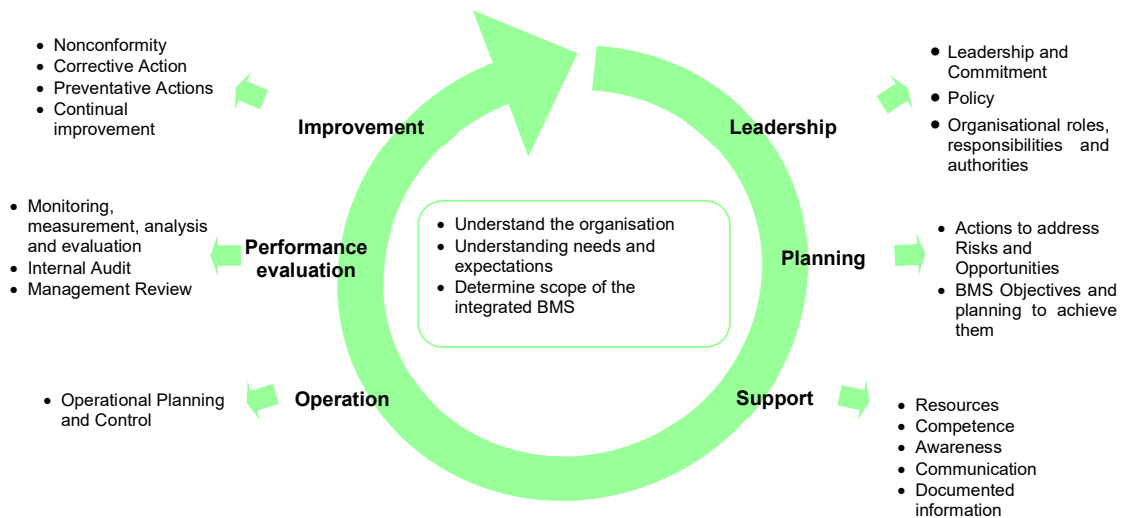 • Nonconformity
• Corrective Action
• Preventative Actions
• Continual
improvement
Improvement
Leadership
• Leadership and
Commitment
• Policy
• Organisational roles,
responsibilities and
authorities
• Monitoring,
measurement, analysis
and evaluation
• Internal Audit
• Management Review
Performance
evaluation
• Understand the organisation
• Understanding needs and
expectations
• Determine scope of the
integrated BMS
Planning
• Actions to address
Risks and
Opportunities
• BMS Objectives and
planning to achieve
them
• Operational Planning
and Control
Operation
Support
• Resources
• Competence
• Awareness
• Communication
• Documented
information